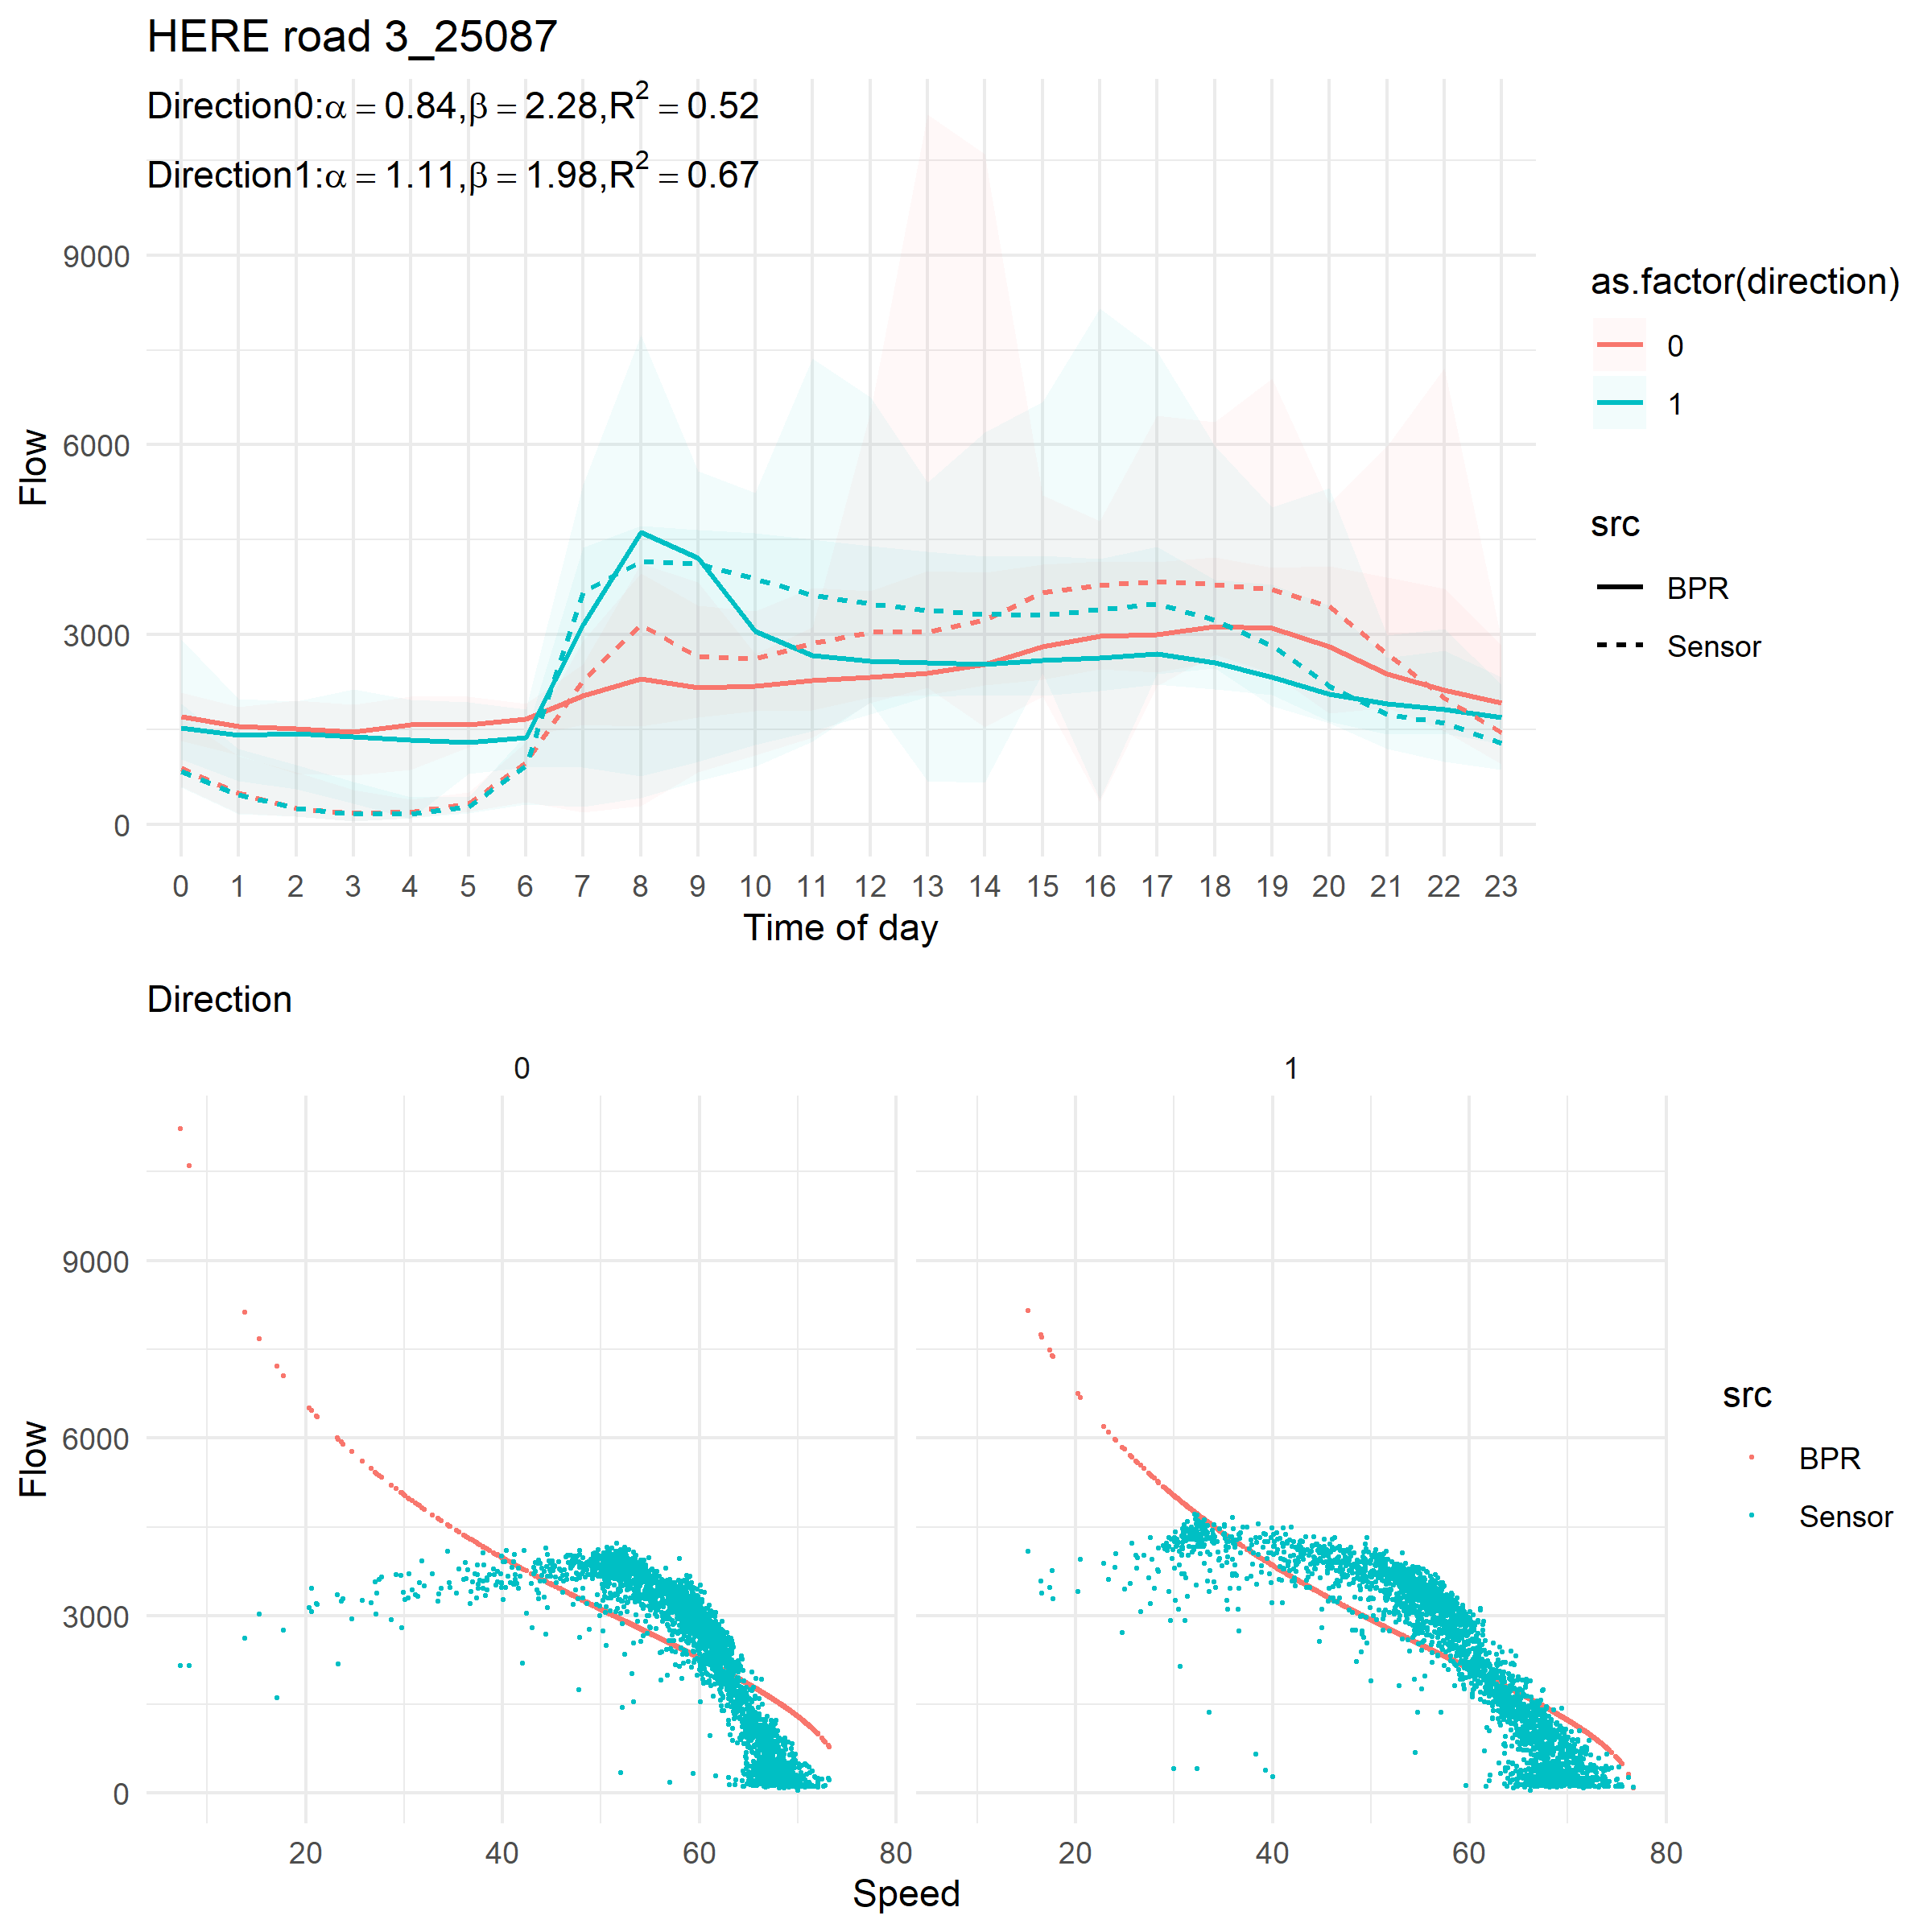 HERE road 3_25087
Direction0:α = 0.84,β = 2.28,R² = 0.52
Direction1:α = 1.11,β = 1.98,R² = 0.67
9000
6000
3000
0
Flow
0 1 2 3 4 5 6 7 8 9 10 11 12 13 14 15 16 17 18 19 20 21 22 23
Time of day
as.factor(direction)
0
1
src
BPR
Sensor
Direction
0 1
9000
6000
3000
0
Flow
20 40 60 80 20 40 60 80
Speed
src
BPR
Sensor